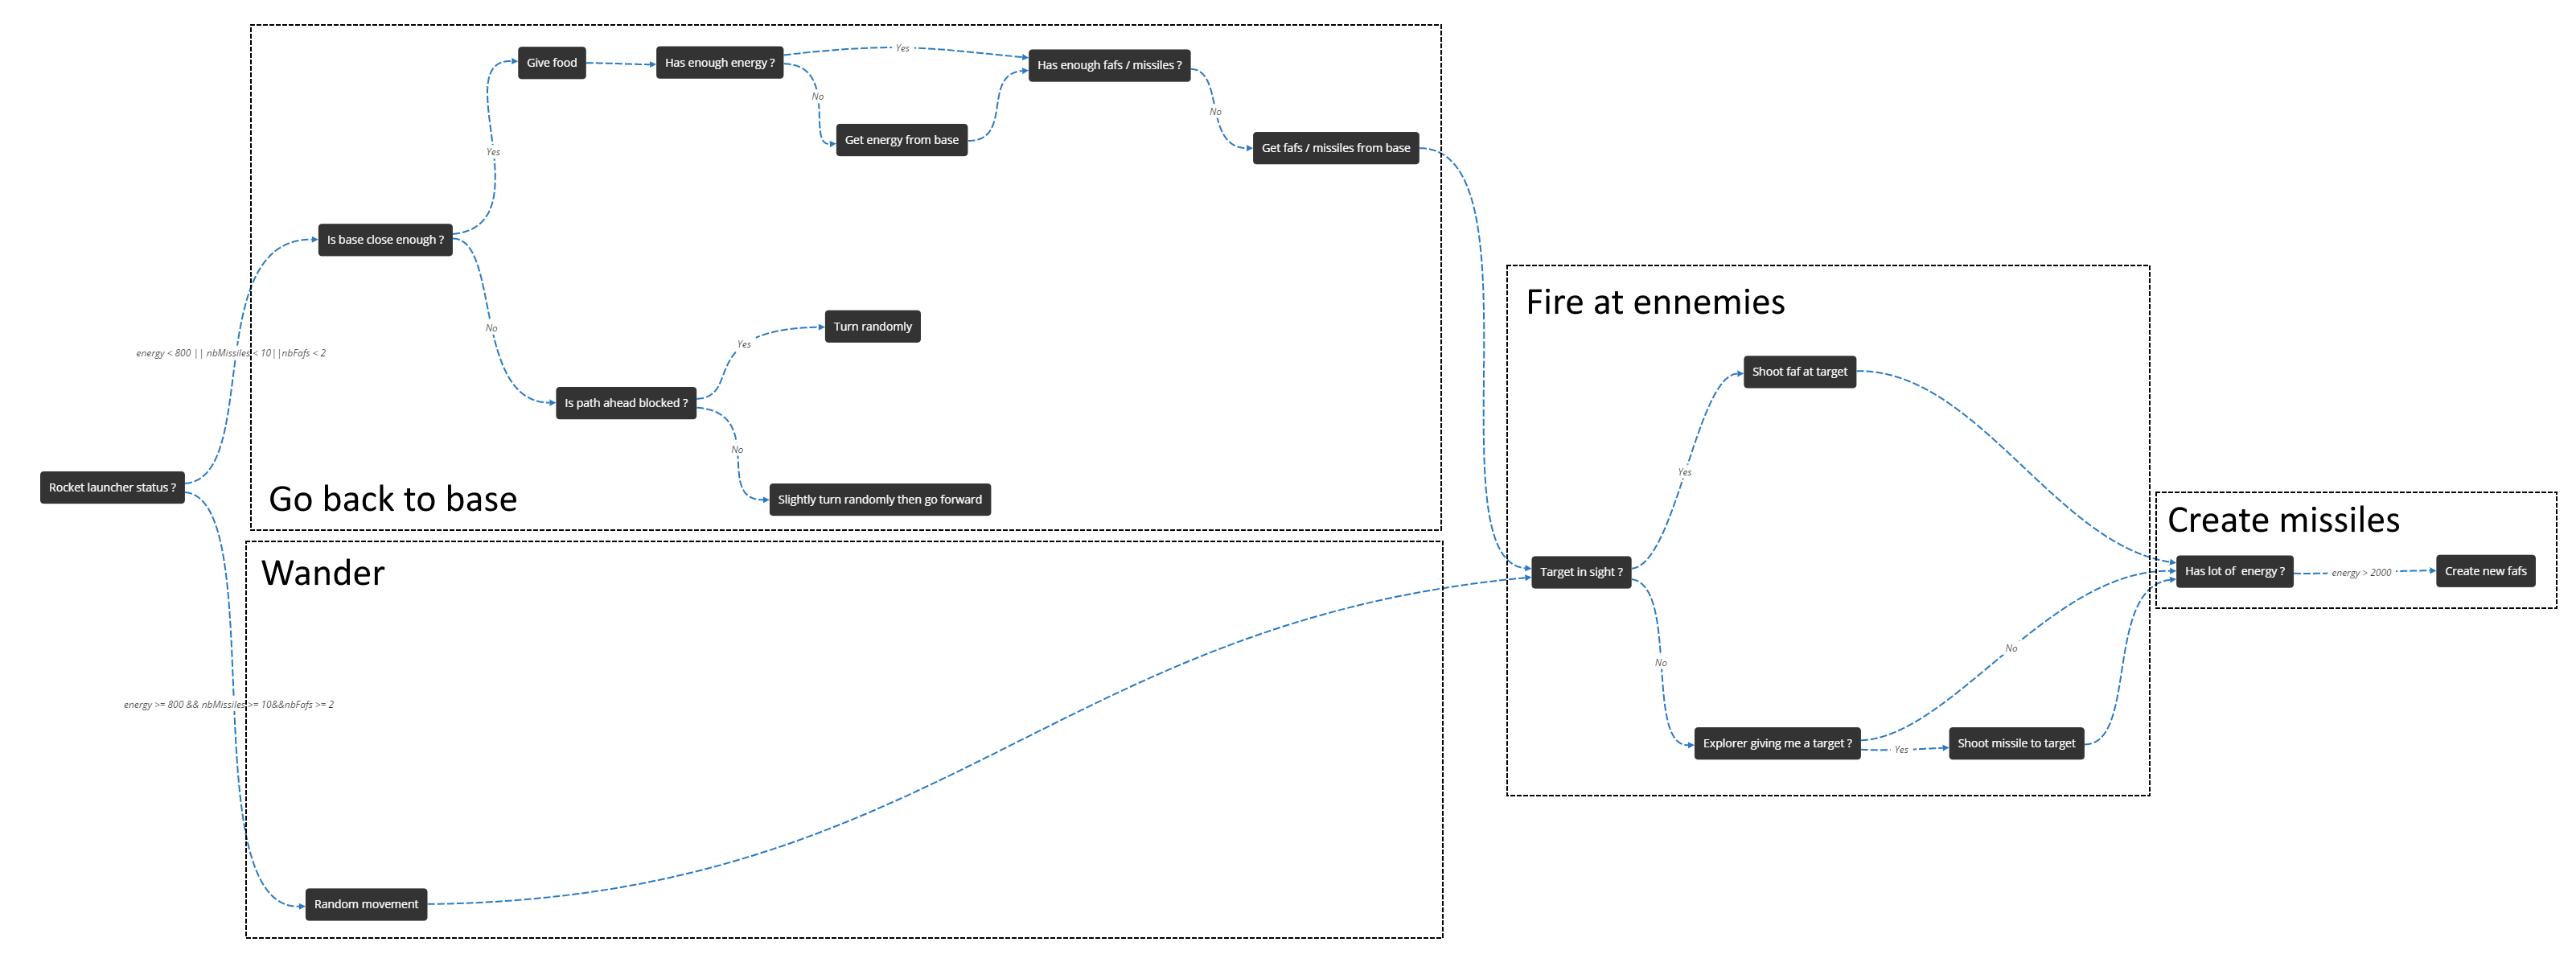 Give food
Has enough energy ?
Yes
Has enough fafs / missiles ?
No
Get energy from base
No
Get fafs / missiles from base
Yes
Is base close enough ?
No
Turn randomly
Yes
energy < 800 || nbMissiles < 10||nbFafs < 2
Is path ahead blocked ?
No
Slightly turn randomly then go forward
Rocket launcher status ?
Go back to base
Wander
energy >= 800 && nbMissiles >= 10&&nbFafs >= 2
Random movement
Fire at ennemies
Shoot faf at target
Yes
Target in sight ?
No
Explorer giving me a target ?
No
Yes
Shoot missile to target
Create missiles
Has lot of  energy ?
energy > 2000
Create new fafs